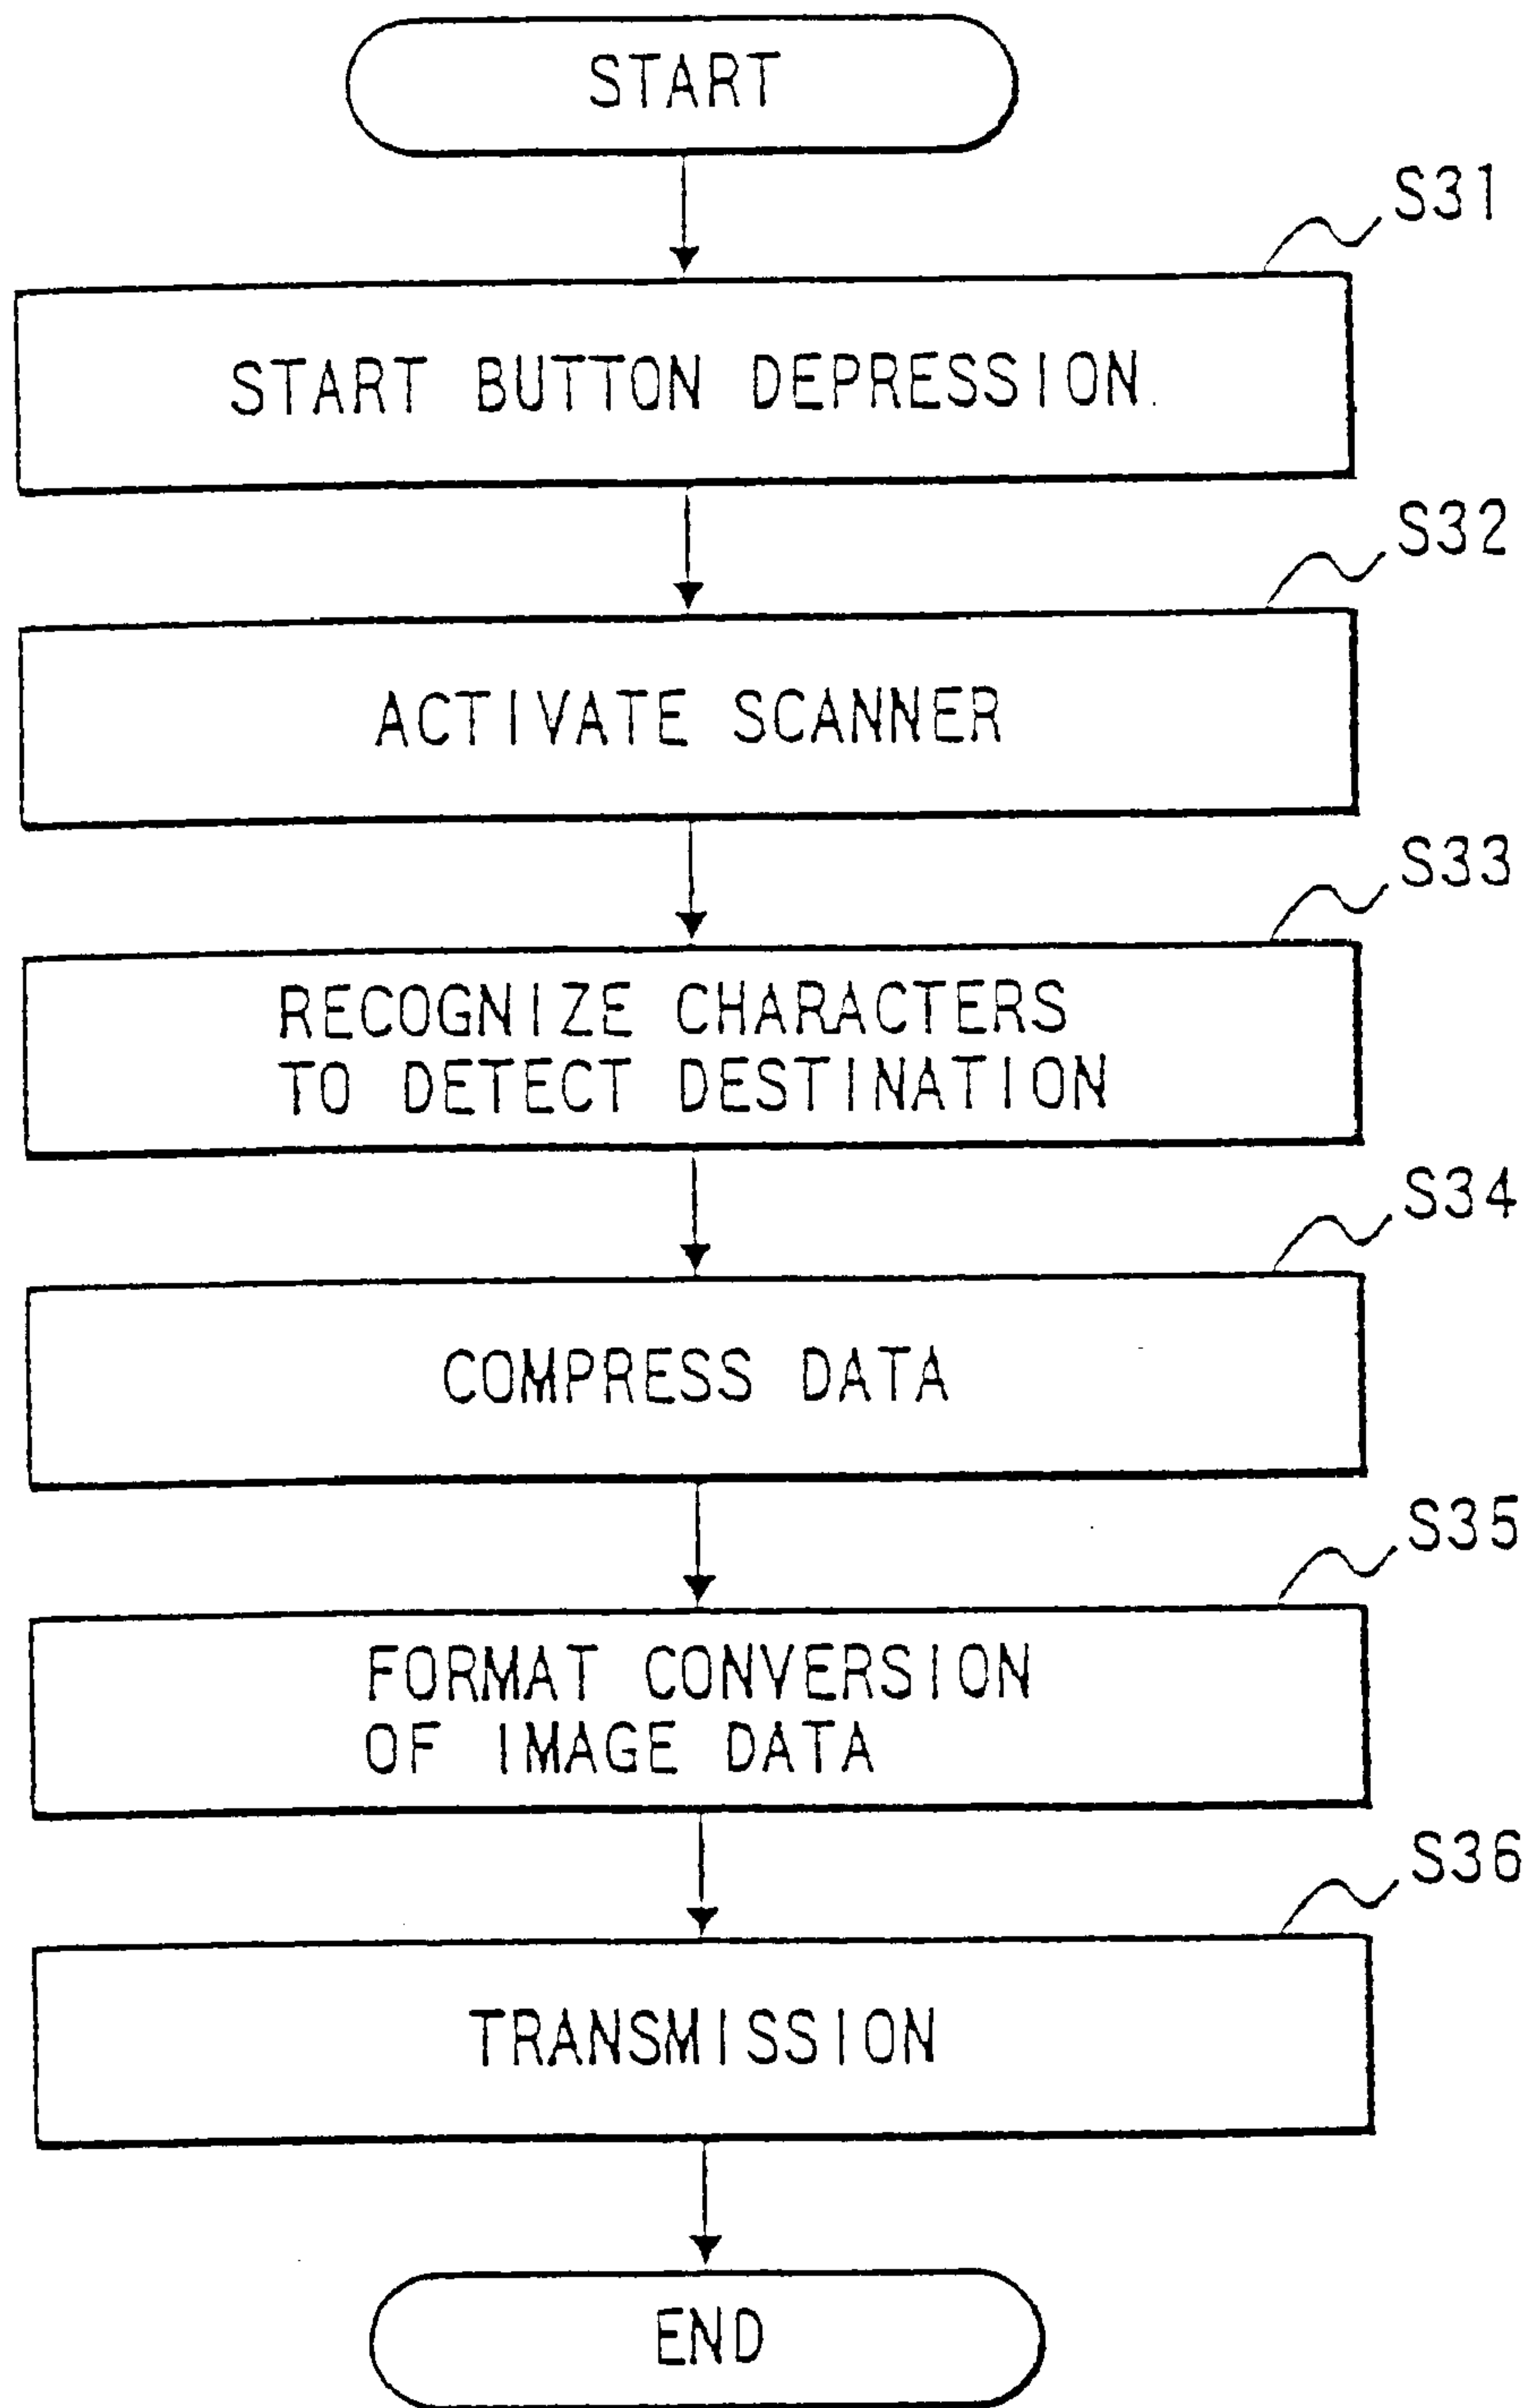 START
S31
START BUTTON DEPRESSION
S32
ACTIVATE SCANNER
S33
RECOGNIZE CHARACTERS
TO DETECT DESTINATION
S34
COMPRESS DATA
S35
FORMAT CONVERSION
OF IMAGE DATA
S36
TRANSMISSION
END